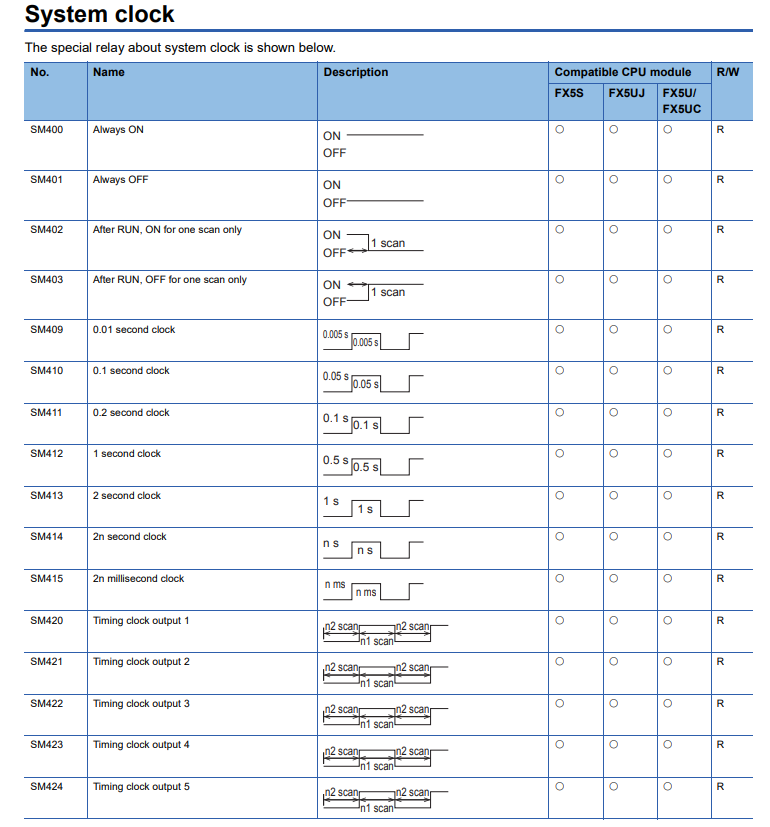 System clock
The special relay about system clock is shown below.
No. Name Description Compatible CPU module R/W
FX5S FX5UJ FX5U/
FX5UC
SM400 Always ON ON ○ ○ ○ R
OFF
SM401 Always OFF ON ○ ○ ○ R
OFF
SM402 After RUN, ON for one scan only ON 1 scan ○ ○ ○ R
OFF
SM403 After RUN, OFF for one scan only ON 1 scan ○ ○ ○ R
OFF
SM409 0.01 second clock 0.005 s 0.005 s ○ ○ ○ R
SM410 0.1 second clock 0.05 s 0.05 s ○ ○ ○ R
SM411 0.2 second clock 0.1 s 0.1 s ○ ○ ○ R
SM412 1 second clock 0.5 s 0.5 s ○ ○ ○ R
SM413 2 second clock 1 s 1 s ○ ○ ○ R
SM414 2n second clock n s n s ○ ○ ○ R
SM415 2n millisecond clock n ms n ms ○ ○ ○ R
SM420 Timing clock output 1 n2 scan n2 scan ○ ○ ○ R
n1 scan
SM421 Timing clock output 2 n2 scan n2 scan ○ ○ ○ R
n1 scan
SM422 Timing clock output 3 n2 scan n2 scan ○ ○ ○ R
n1 scan
SM423 Timing clock output 4 n2 scan n2 scan ○ ○ ○ R
n1 scan
SM424 Timing clock output 5 n2 scan n2 scan ○ ○ ○ R
n1 scan